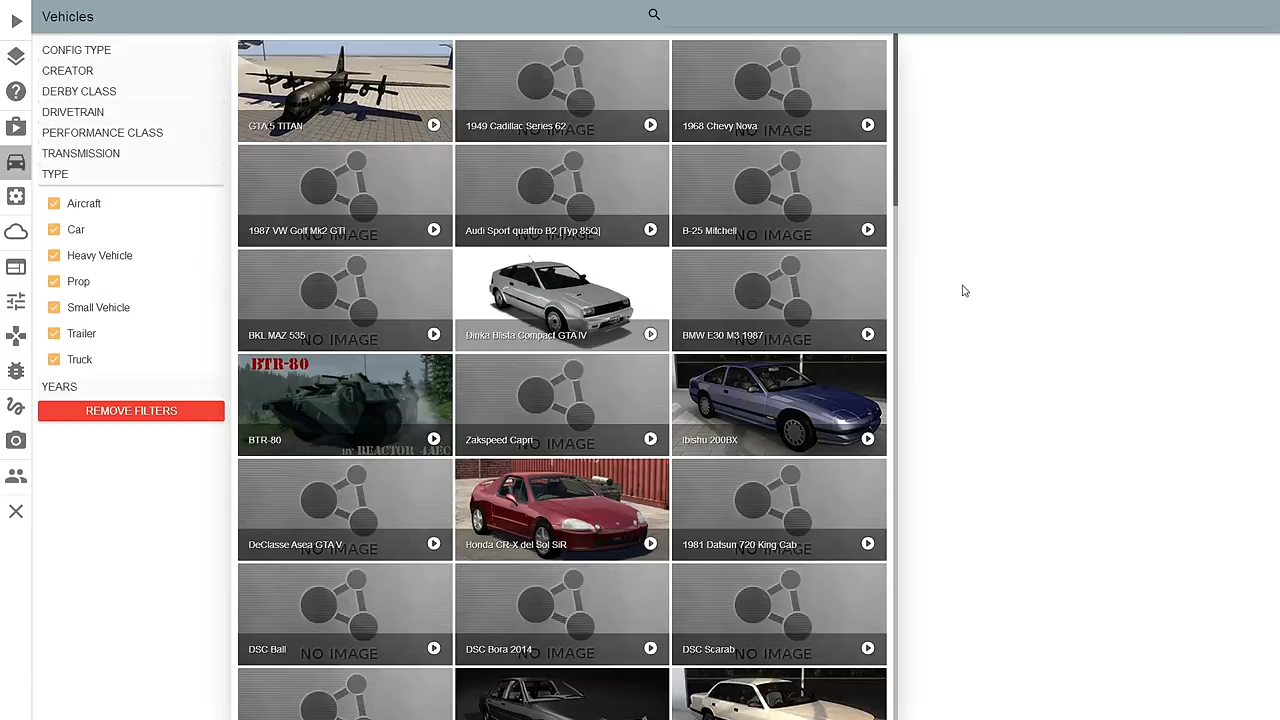 Vehicles
CONFIG TYPE
CREATOR
DERBY CLASS
DRIVETRAIN
PERFORMANCE CLASS
TRANSMISSION
TYPE
Aircraft
Car
Heavy Vehicle
Prop
Small Vehicle
Trailer
Truck
YEARS
REMOVE FILTERS
GTA 5 TITAN
1949 Cadillac Series 62
NO IMAGE
1968 Chevy Nova
NO IMAGE
1987 VW Golf Mk2 GTI
NO IMAGE
Audi Sport quattro B2 [Typ 85Q]
NO IMAGE
B-25 Mitchell
NO IMAGE
BKL MAZ 535
NO IMAGE
Dinka Blista Compact GTA IV
BMW E30 M3 1987
NO IMAGE
BTR-80
BTR-80
BY REACTOR 4AEC
Zakspeed Capri
NO IMAGE
Ibishu 200BX
DeClasse Asea GTA V
NO IMAGE
Honda CR-X del Sol SiR
1981 Datsun 720 King Cab
NO IMAGE
DSC Bali
NO IMAGE
DSC Bora 2014
NO IMAGE
DSC Scarab
NO IMAGE